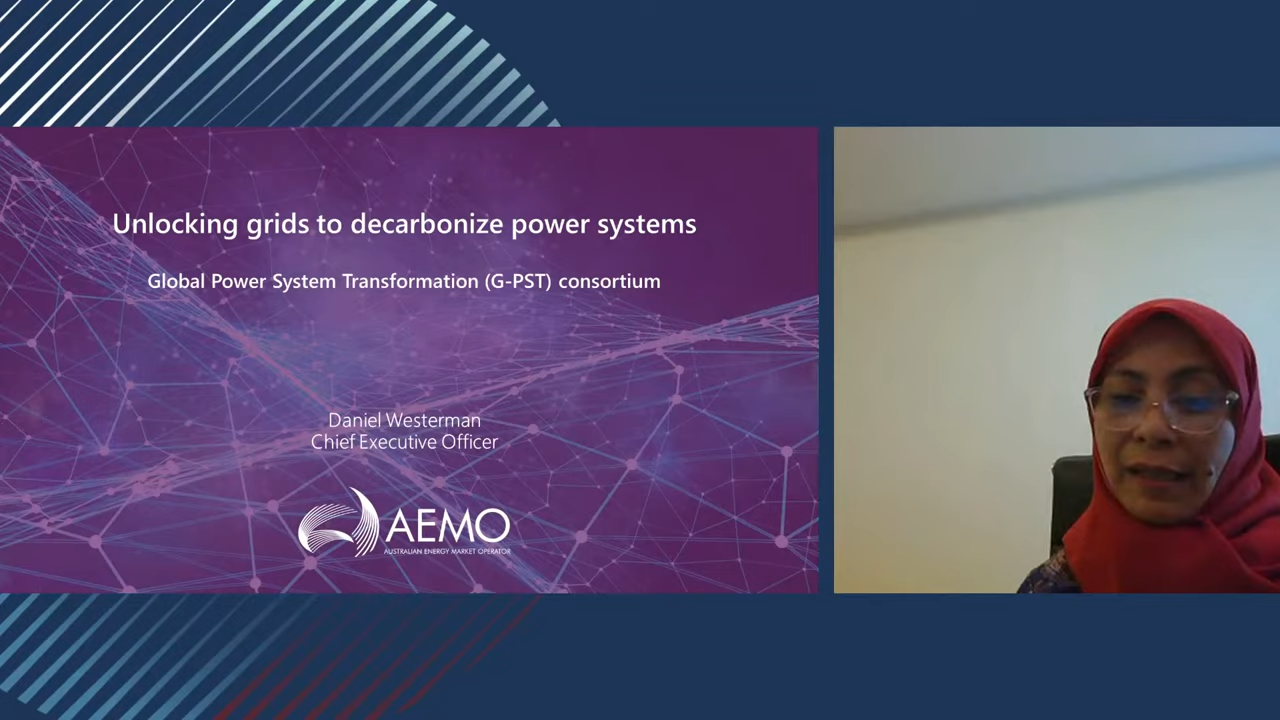 Unlocking grids to decarbonize power systems
Global Power System Transformation (G-PST) consortium
Daniel Westerman
Chief Executive Officer
AEMO
AUSTRALIAN ENERGY MARKET OPERATOR